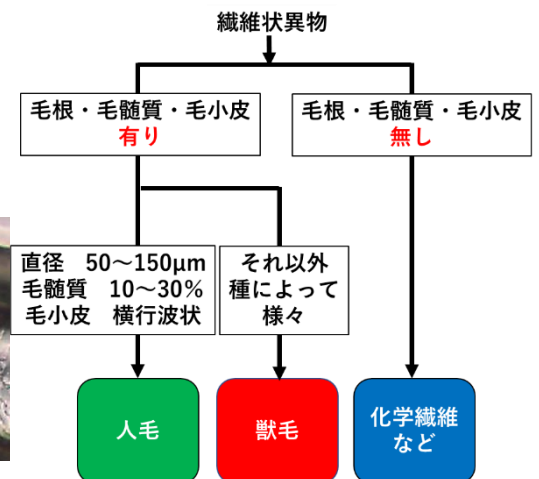 繊維状異物
毛根・毛髄質・毛小皮
有り
毛根・毛髄質・毛小皮
無し
直径　50～150μm
毛髄質　10～30%
毛小皮　横行波状
それ以外
種によって
様々
人毛
獣毛
化学繊維
など